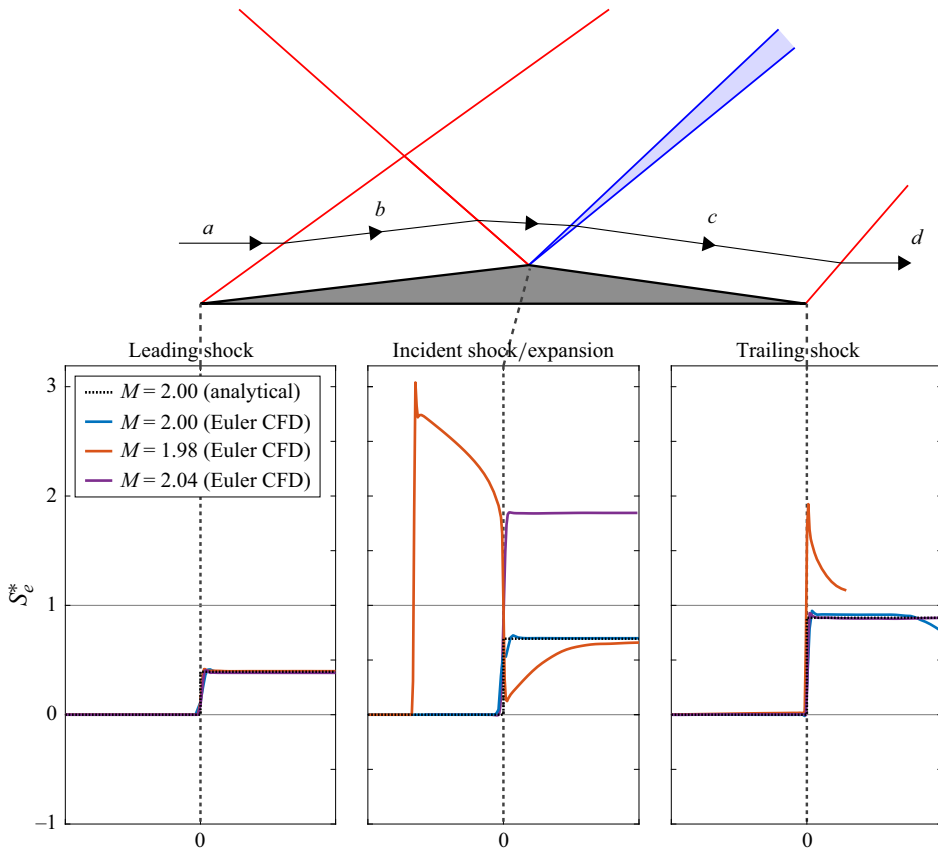 a
b
c
d
Leading shock
Incident shock/expansion
Trailing shock
M = 2.00 (analytical)
M = 2.00 (Euler CFD)
M = 1.98 (Euler CFD)
M = 2.04 (Euler CFD)
3
2
1
0
–1
S*e
0
0
0